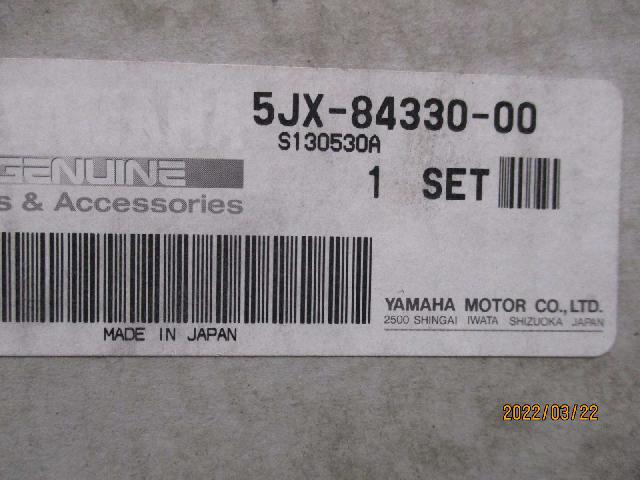 5JX-84330-00
S130530A
GENUINE
1 SET
s & Accessories
MADE IN JAPAN
YAMAHA MOTOR CO.,LTD.
2500 SHINGAI IWATA SHIZUOKA JAPAN
2022/03/22